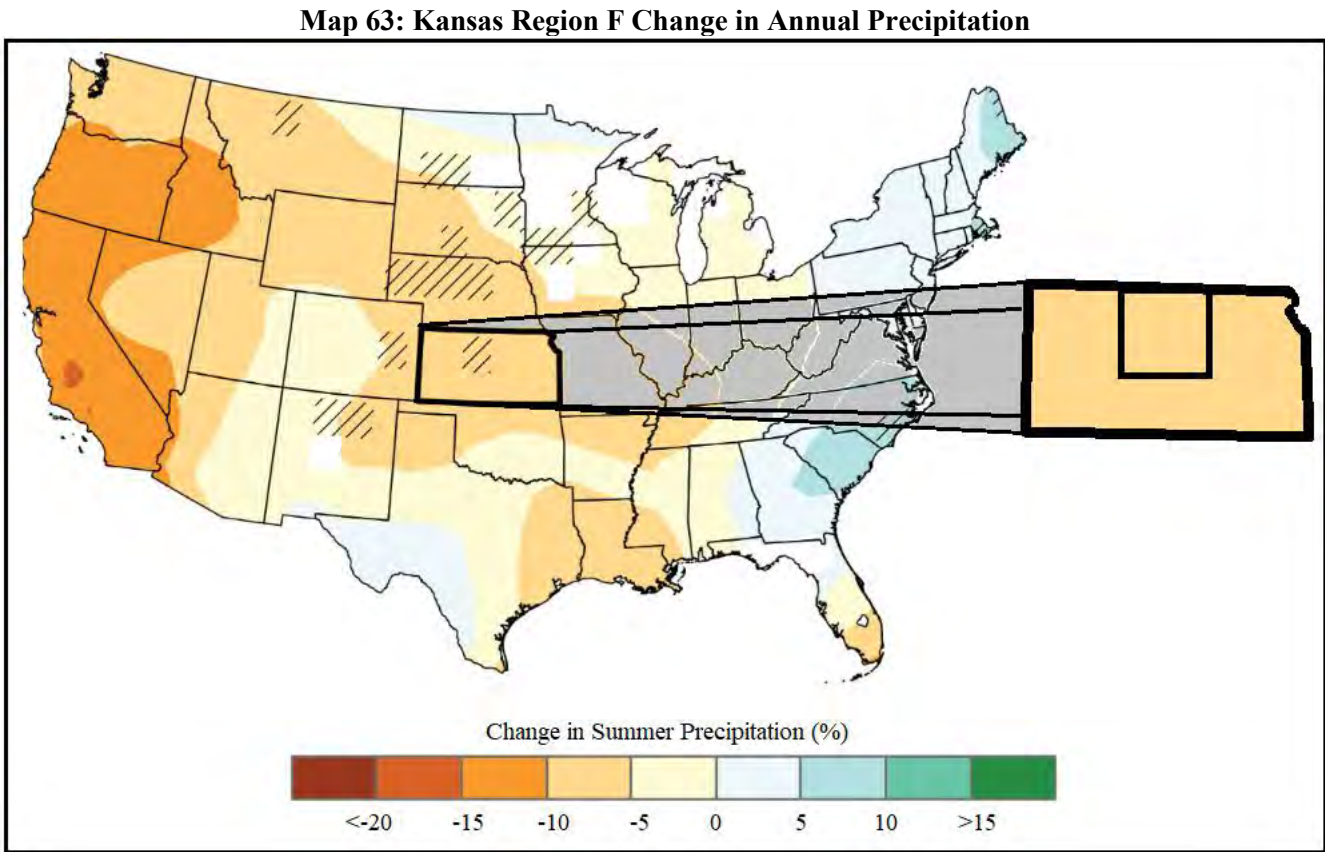 Map 63: Kansas Region F Change in Annual Precipitation
Change in Summer Precipitation (%)
<-20 -15 -10 -5 0 5 10 >15